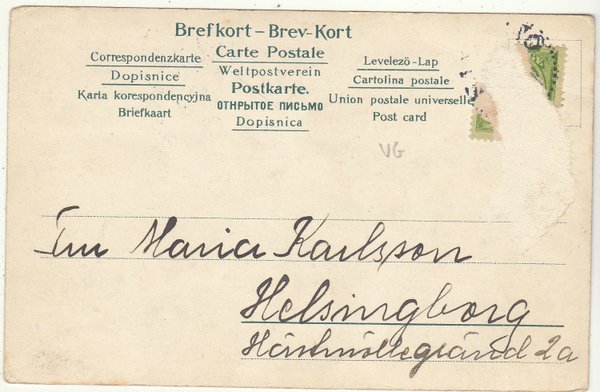 Brefkort – Brev-Kort
Correspondenzkarte Carte Postale Levelező-Lap
Dopisnice Weltpostverein Cartolina postale
Karta korespondencyjna Postkarte. Union postale universelle
Briefkaart ОТКРЫТОЕ ПИСЬМО Post card
Dopisnica
VG
Maria Karlsson
Helsingborg
2a